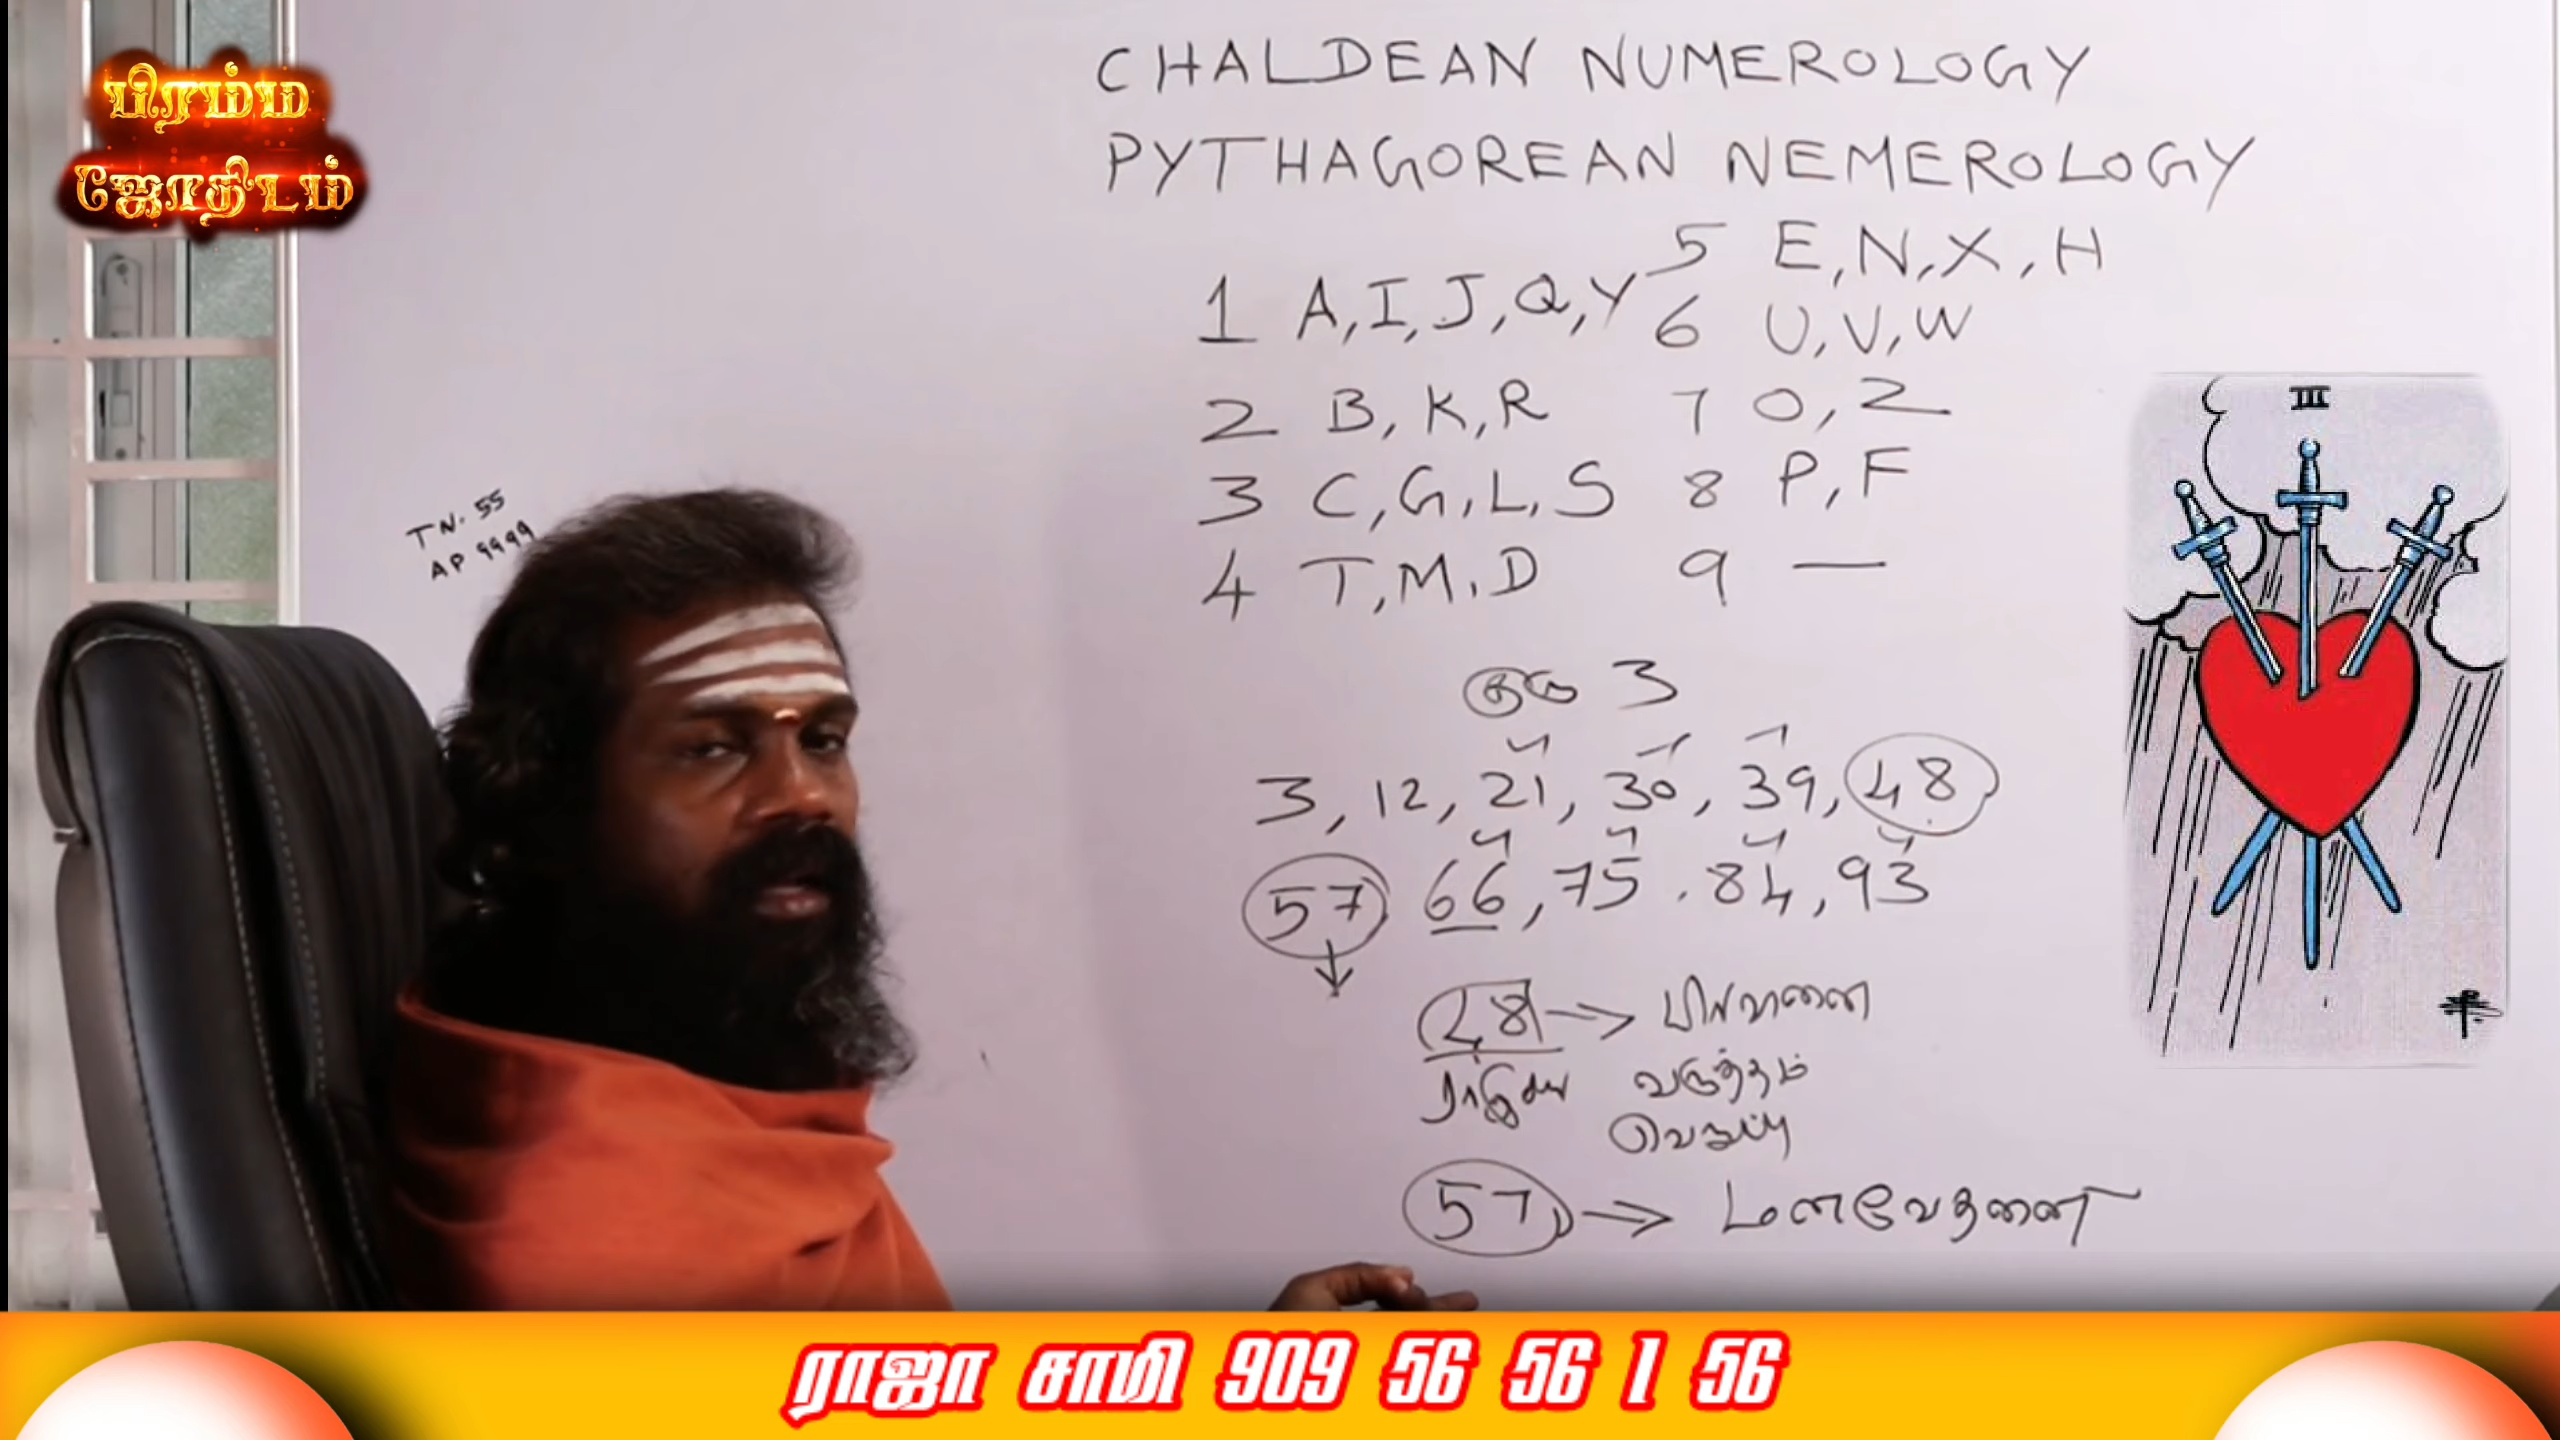 பிரம்ம
ஜோதிடம்
CHALDEAN NUMEROLOGY
PYTHAGOREAN NEMEROLOGY
1 A, I, J, Q, Y
5 E, N, X, H
2 B, K, R
6 U, V, W
3 C, G, L, S
7 O, Z
4 T, M, D
8 P, F
9 —
TN. 55
AP 9999
குரு 3
3, 12, 21, 30, 39, 48
57 66, 75. 84, 93
48 →
வருத்தம்
வெறுப்பு
57 → மனவேதனை
III
ராஜா சாமி 909 56 56 1 56